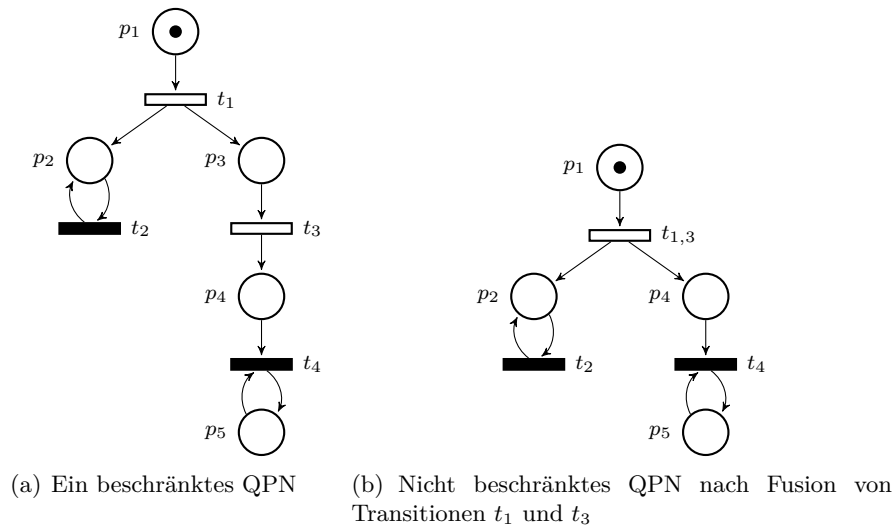 p1
t1
p2
p3
t2
t3
p4
t4
p5
(a) Ein beschränktes QPN
p1
t1,3
p2
p4
t2
t4
p5
(b) Nicht beschränktes QPN nach Fusion von
Transitionen t1 und t3